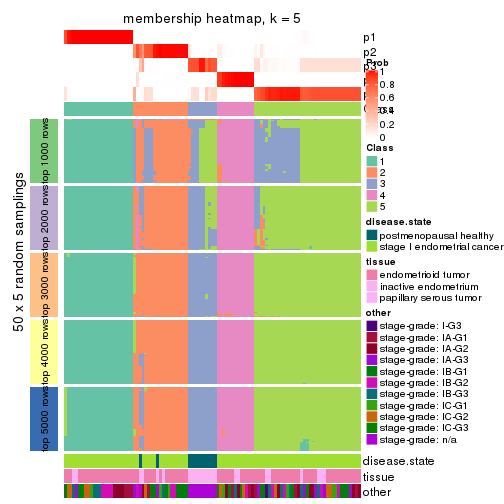 membership heatmap, k = 5
p1
p2
p3
Prob
1
0.8
0.6
0.4
0.2
0
Class
1
2
3
4
5
disease.state
postmenopausal healthy
stage I endometrial cancer
tissue
endometrioid tumor
inactive endometrium
papillary serous tumor
other
stage-grade: I-G3
stage-grade: IA-G1
stage-grade: IA-G2
stage-grade: IA-G3
stage-grade: IB-G1
stage-grade: IB-G2
stage-grade: IB-G3
stage-grade: IC-G1
stage-grade: IC-G2
stage-grade: IC-G3
stage-grade: n/a
50 x 5 random samplings
top 1000 rows
top 2000 rows
top 3000 rows
top 4000 rows
top 5000 rows
disease.state
tissue
other